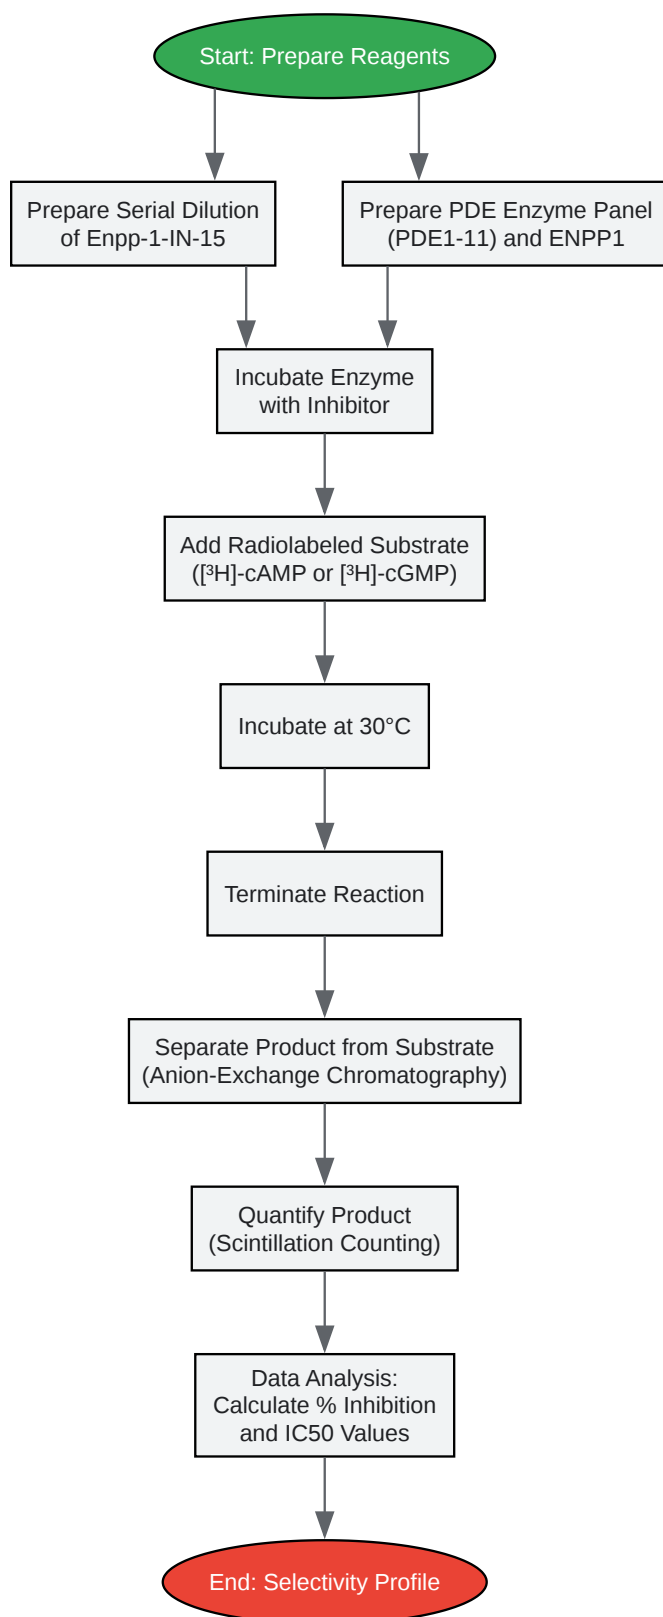 Start: Prepare Reagents
Prepare Serial Dilution
of Enpp-1-IN-15
Prepare PDE Enzyme Panel
(PDE1-11) and ENPP1
Incubate Enzyme
with Inhibitor
Add Radiolabeled Substrate
([³H]-cAMP or [³H]-cGMP)
Incubate at 30°C
Terminate Reaction
Separate Product from Substrate
(Anion-Exchange Chromatography)
Quantify Product
(Scintillation Counting)
Data Analysis:
Calculate % Inhibition
and IC50 Values
End: Selectivity Profile